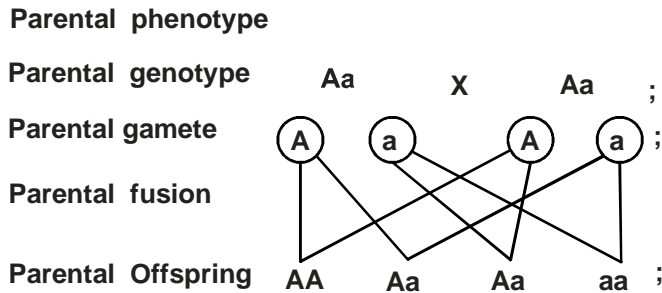 Parental phenotype
Parental genotype Aa X Aa ;
Parental gamete A a A a ;
Parental fusion
Parental Offspring AA Aa Aa aa ;